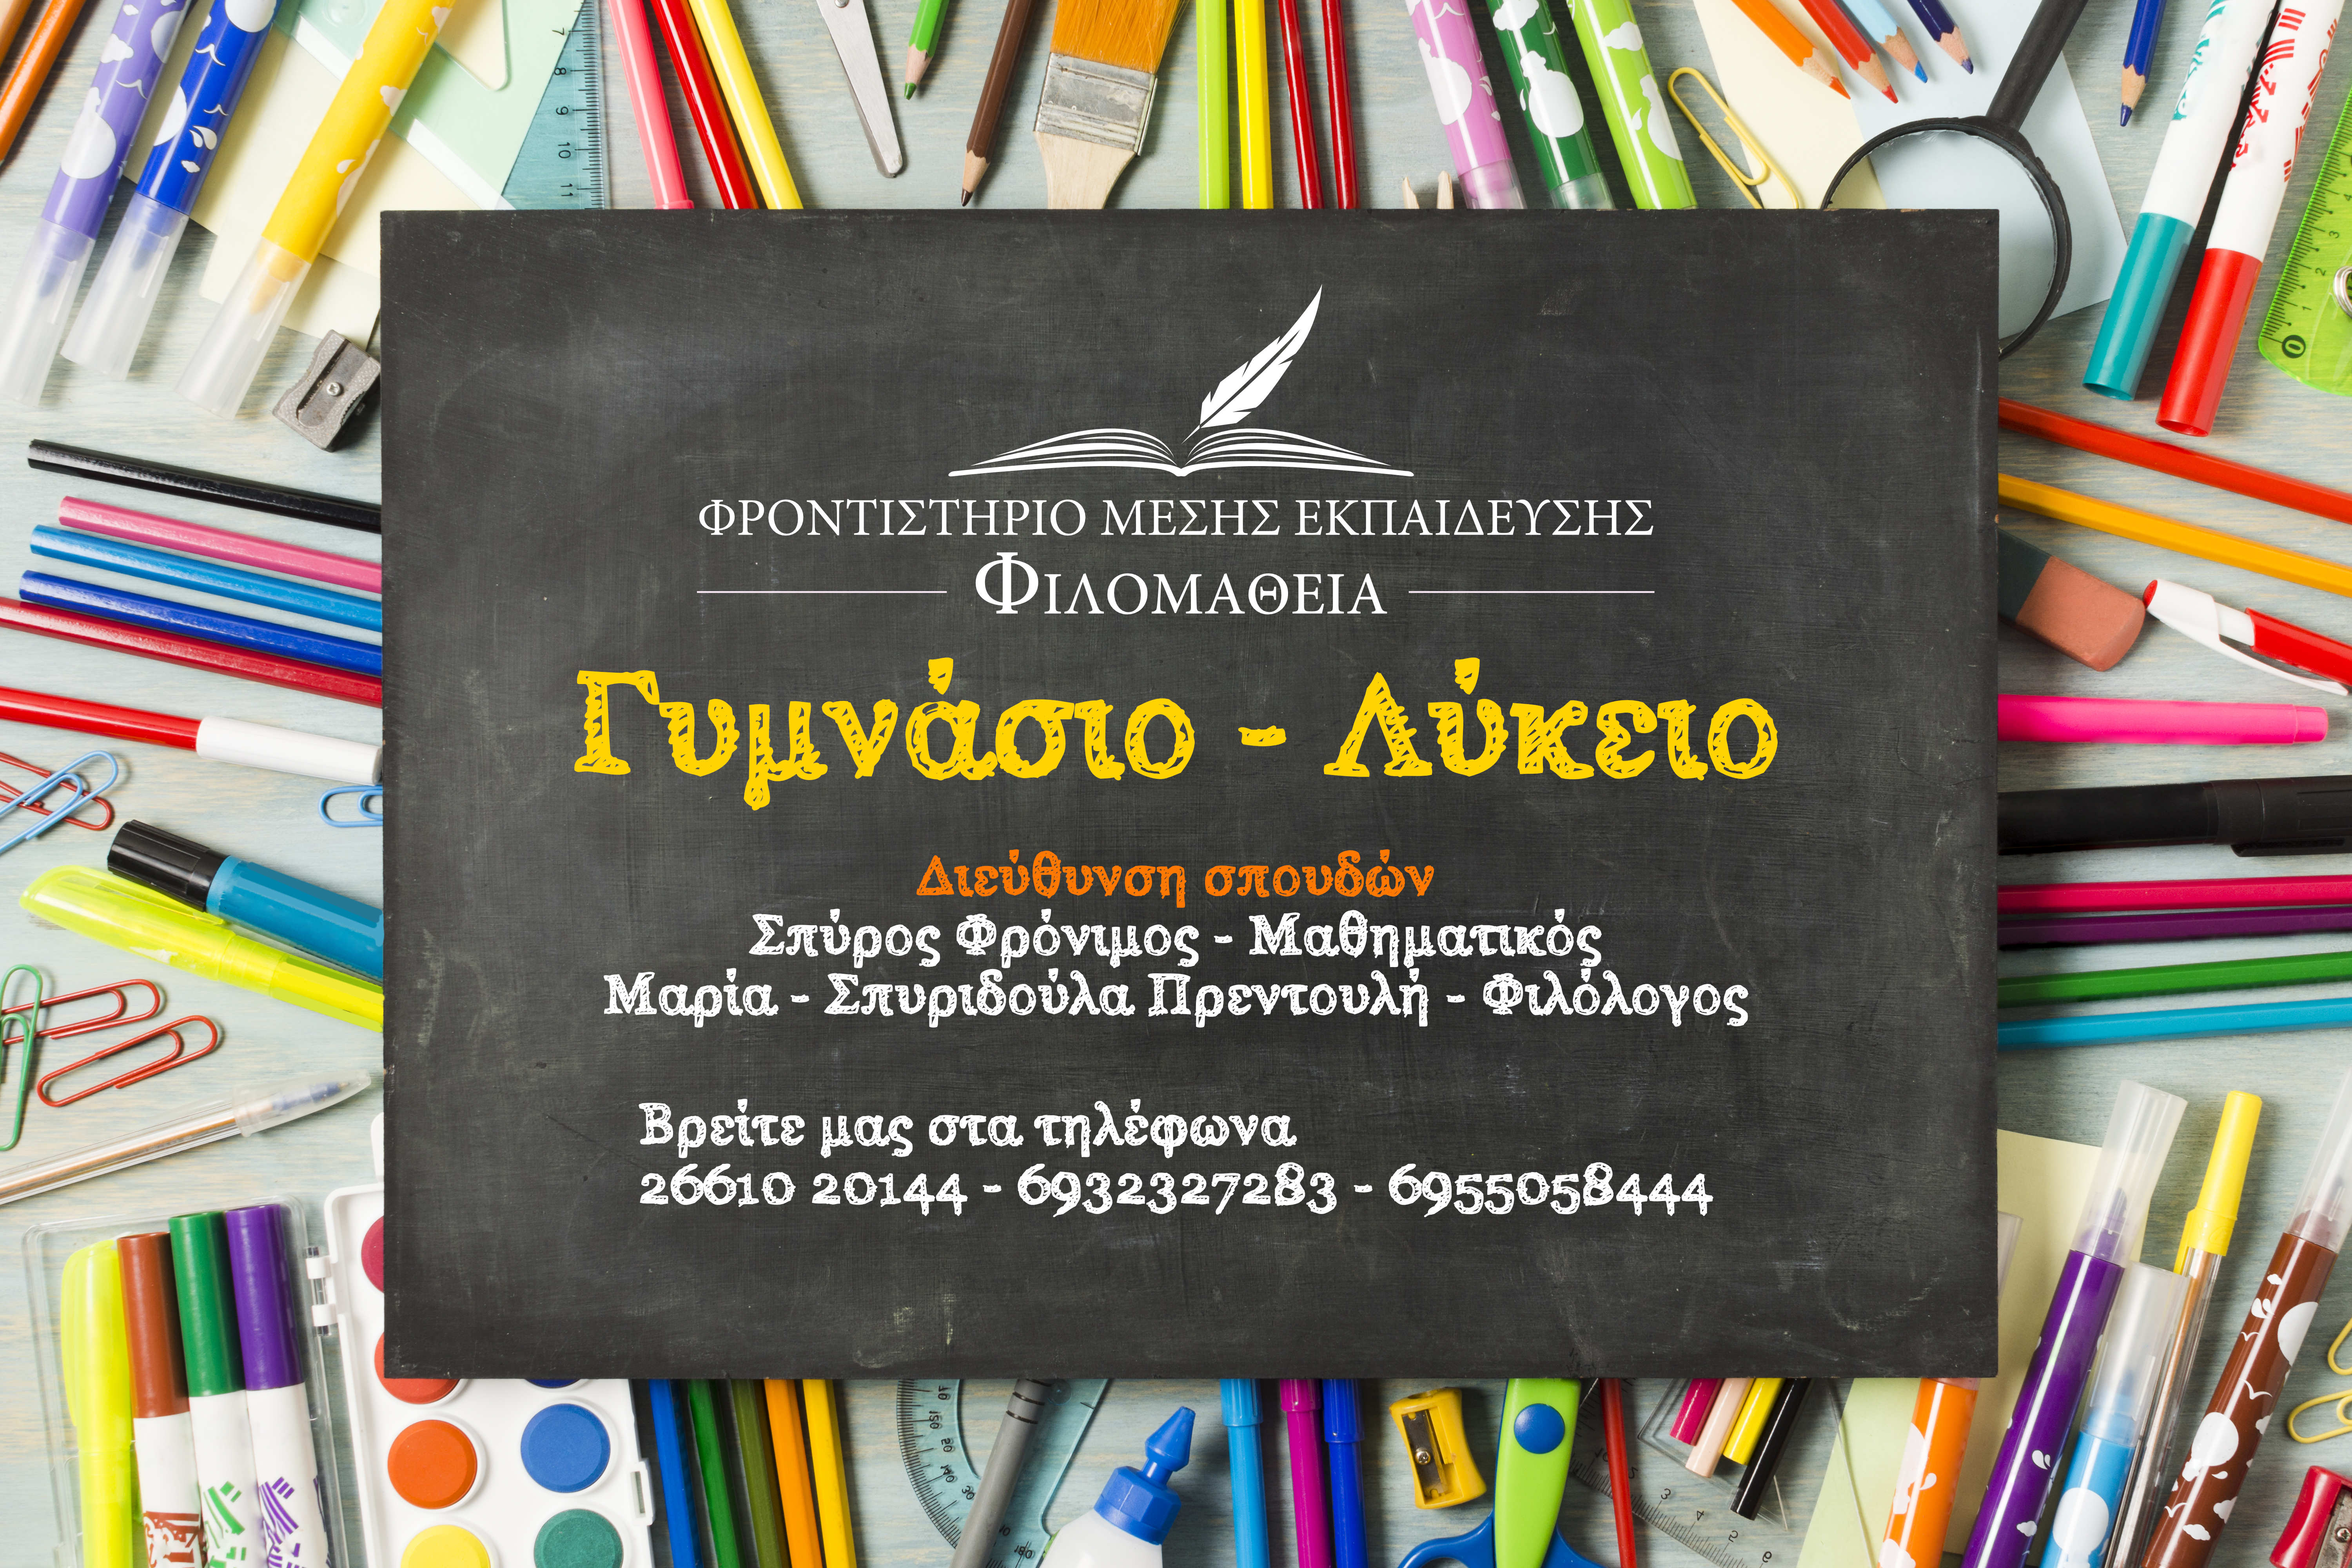 ΦΡΟΝΤΙΣΤΗΡΙΟ ΜΕΣΗΣ ΕΚΠΑΙΔΕΥΣΗΣ
ΦΙΛΟΜΑΘΕΙΑ
Γυμνάσιο - Λύκειο
Διεύθυνση σπουδών
Σπύρος Φρόνιμος - Μαθηματικός
Μαρία - Σπυριδούλα Πρεντουλή - Φιλόλογος
Βρείτε μας στα τηλέφωνα
26610 20144 - 6932327283 - 6955058444